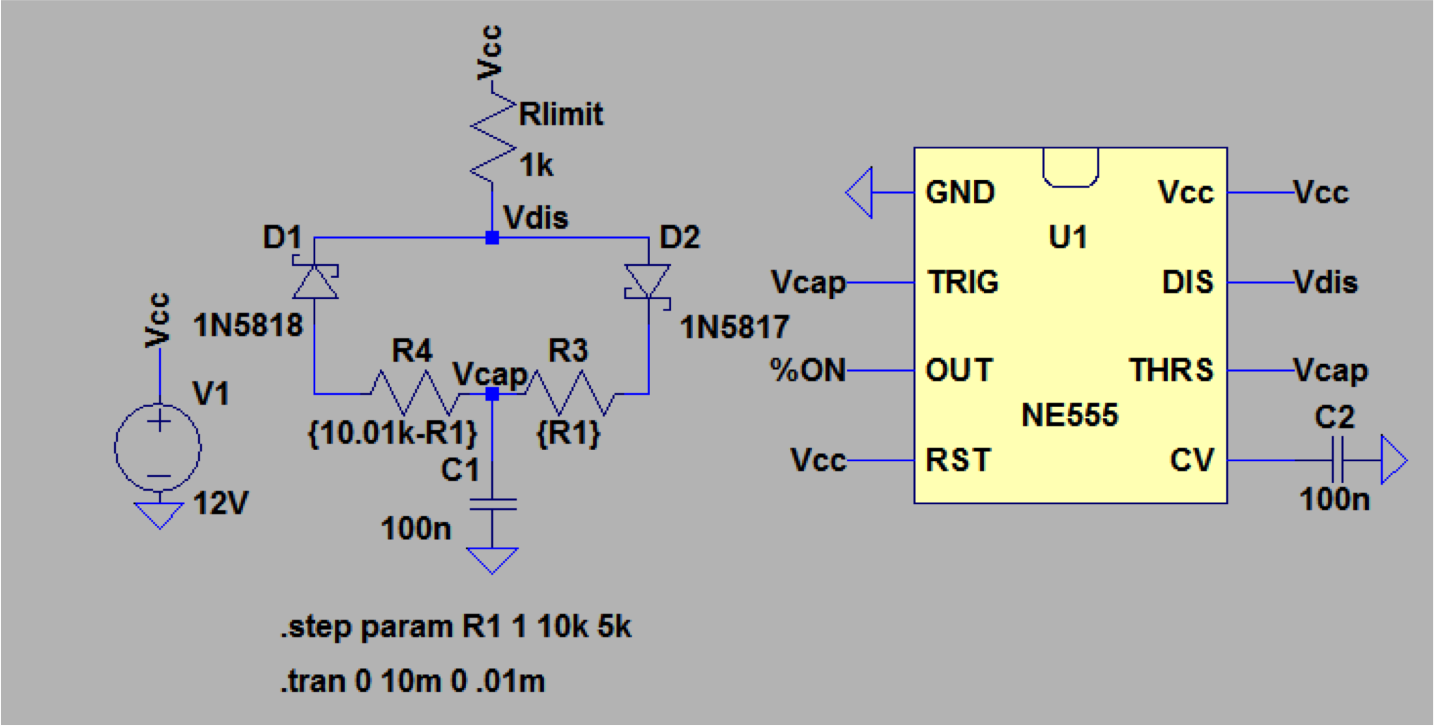 Vcc
Rlimit
1k
Vdis
D1
D2
1N5818
1N5817
R4
Vcap
R3
{10.01k-R1}
{R1}
C1
100n
Vcc
V1
12V
GND
Vcc
Vcc
U1
Vcap
TRIG
DIS
Vdis
%ON
OUT
THRS
Vcap
NE555
C2
Vcc
RST
CV
100n
.step param R1 1 10k 5k
.tran 0 10m 0 .01m